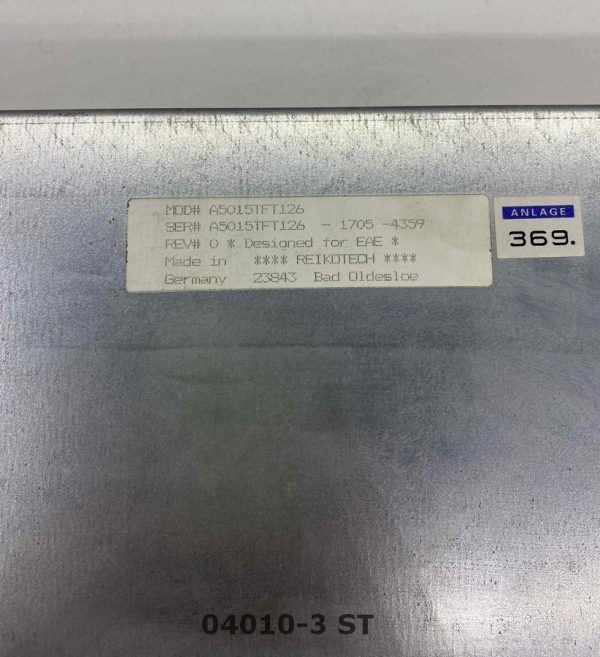 MOD# A5015TFT126
SER# A5015TFT126 - 1705 -4359
REV# 0 * Designed for EAE *
Made in **** REIKOTECH ****
Germany 23843 Bad Oldesloe
ANLAGE
369.
04010-3 ST